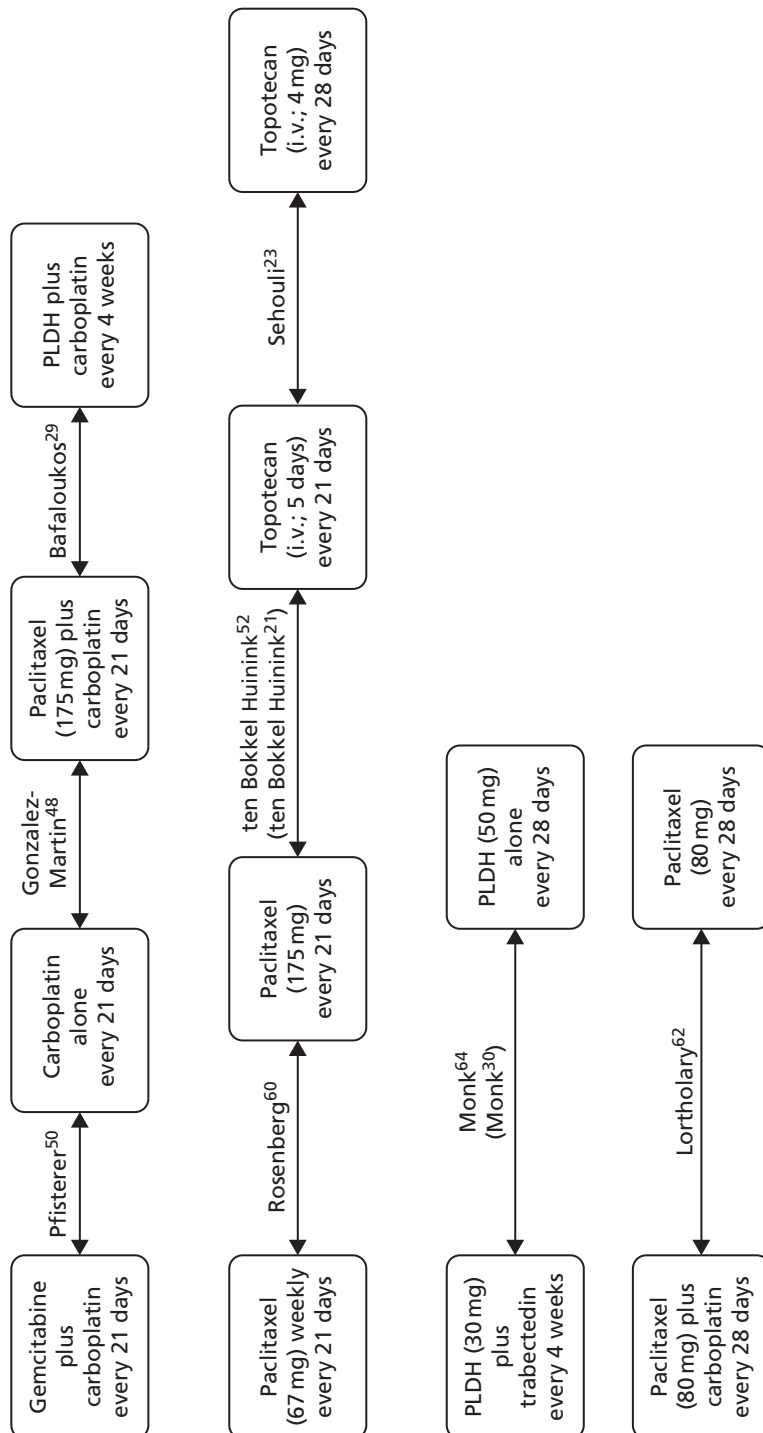 Gemcitabine
plus
carboplatin
every 21 days
Pfisterer50
Carboplatin
alone
every 21 days
Gonzalez-
Martin48
Paclitaxel
(175 mg) plus
carboplatin
every 21 days
Bafaloukos29
PLDH plus
carboplatin
every 4 weeks
Paclitaxel
(67 mg) weekly
every 21 days
Rosenberg60
Paclitaxel
(175 mg)
every 21 days
ten Bokkel Huinink52
(ten Bokkel Huinink21)
Topotecan
(i.v.; 5 days)
every 21 days
Sehouli23
Topotecan
(i.v.; 4 mg)
every 28 days
PLDH (30 mg)
plus
trabectedin
every 4 weeks
Monk64
(Monk30)
PLDH (50 mg)
alone
every 28 days
Paclitaxel
(80 mg) plus
carboplatin
every 28 days
Lortholary62
Paclitaxel
(80 mg)
every 28 days